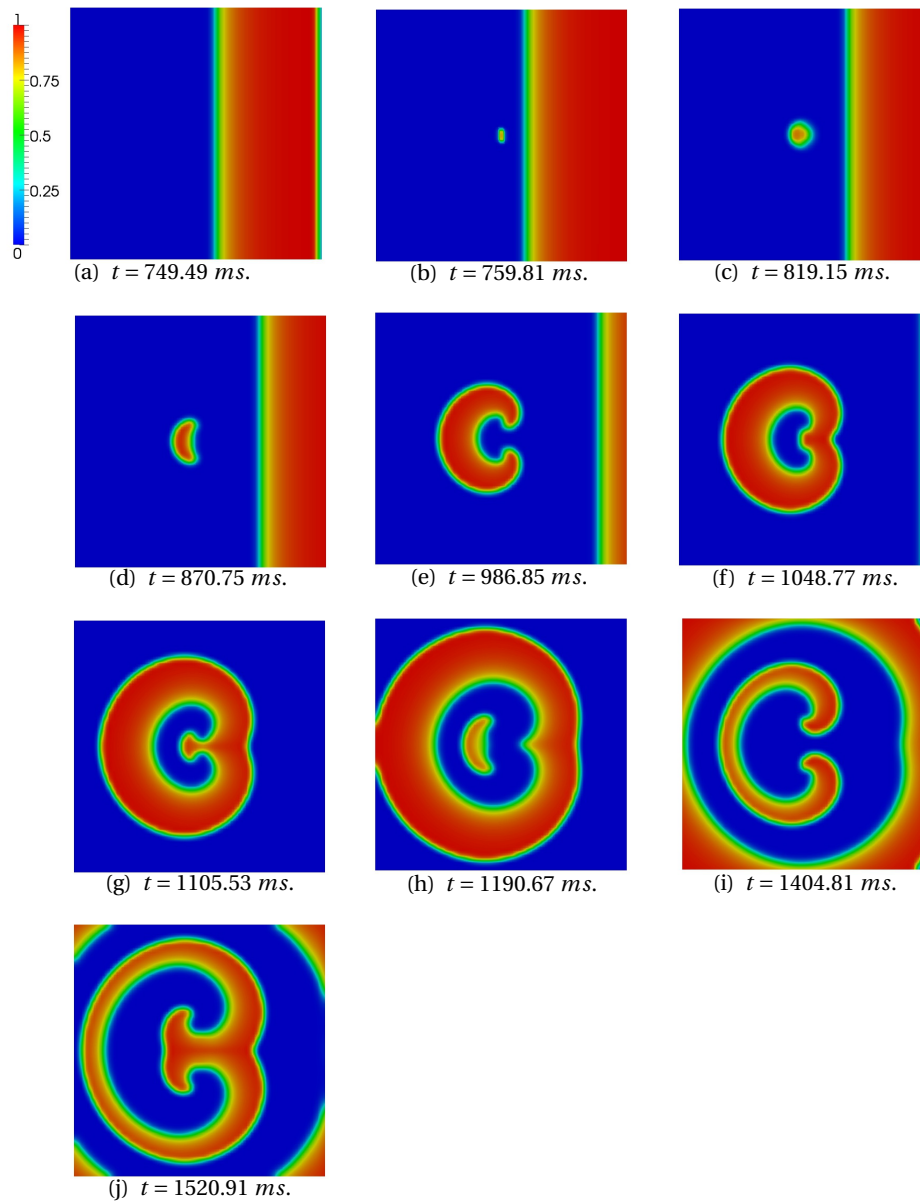 1
0.75
0.5
0.25
0
(a) t = 749.49 ms.
(b) t = 759.81 ms.
(c) t = 819.15 ms.
(d) t = 870.75 ms.
(e) t = 986.85 ms.
(f) t = 1048.77 ms.
(g) t = 1105.53 ms.
(h) t = 1190.67 ms.
(i) t = 1404.81 ms.
(j) t = 1520.91 ms.